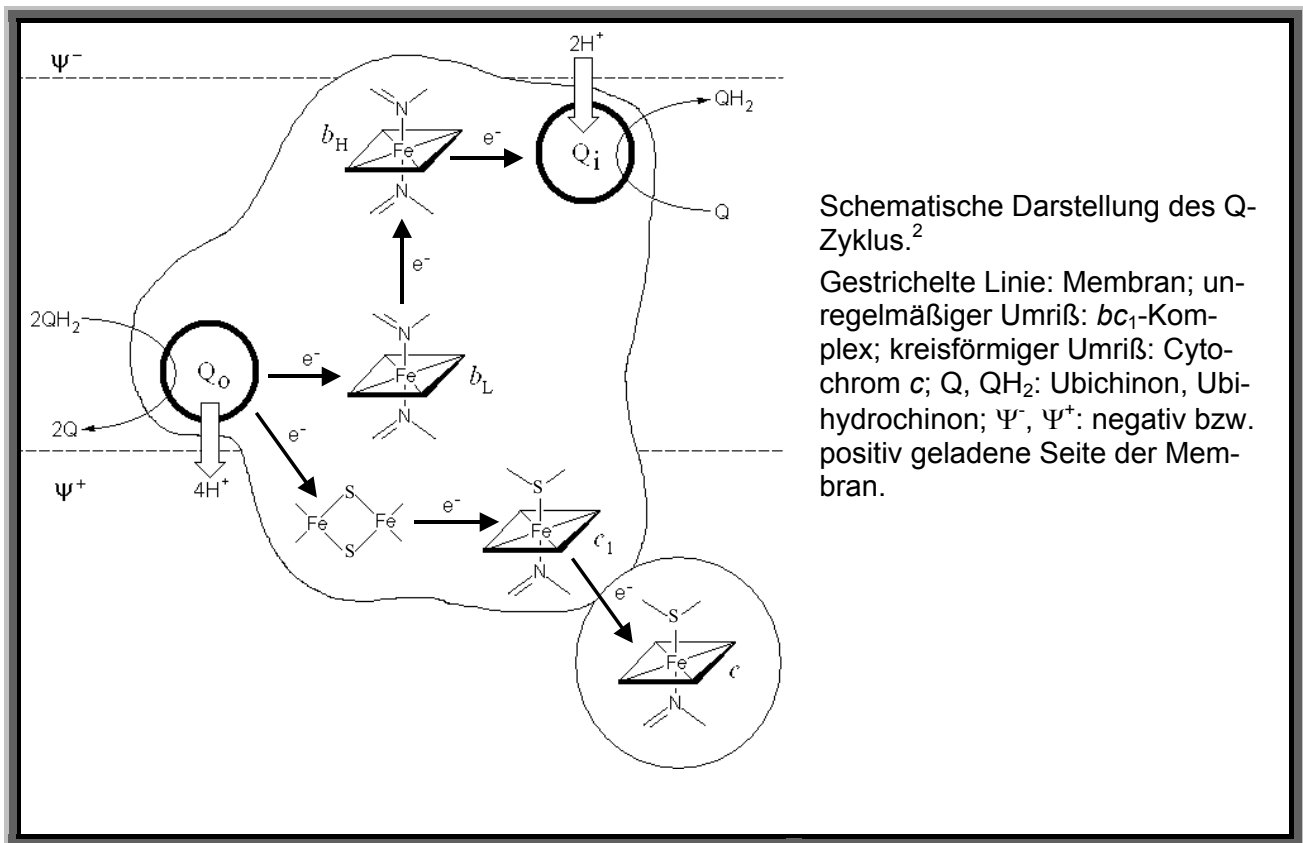 Ψ⁻
2H⁺
QH₂
b_H
Fe
N
N
e⁻
Q_i
Q
e⁻
2QH₂
Q_o
e⁻
b_L
Fe
N
N
2Q
e⁻
Ψ⁺
4H⁺
S
Fe
Fe
S
e⁻
S
Fe
c₁
N
e⁻
S
Fe
c
N
Schematische Darstellung des Q-
Zyklus.²
Gestrichelte Linie: Membran; un-
regelmäßiger Umriß: bc₁-Kom-
plex; kreisförmiger Umriß: Cyto-
chrom c; Q, QH₂: Ubichinon, Ubi-
hydrochinon; Ψ⁻, Ψ⁺: negativ bzw.
positiv geladene Seite der Mem-
bran.